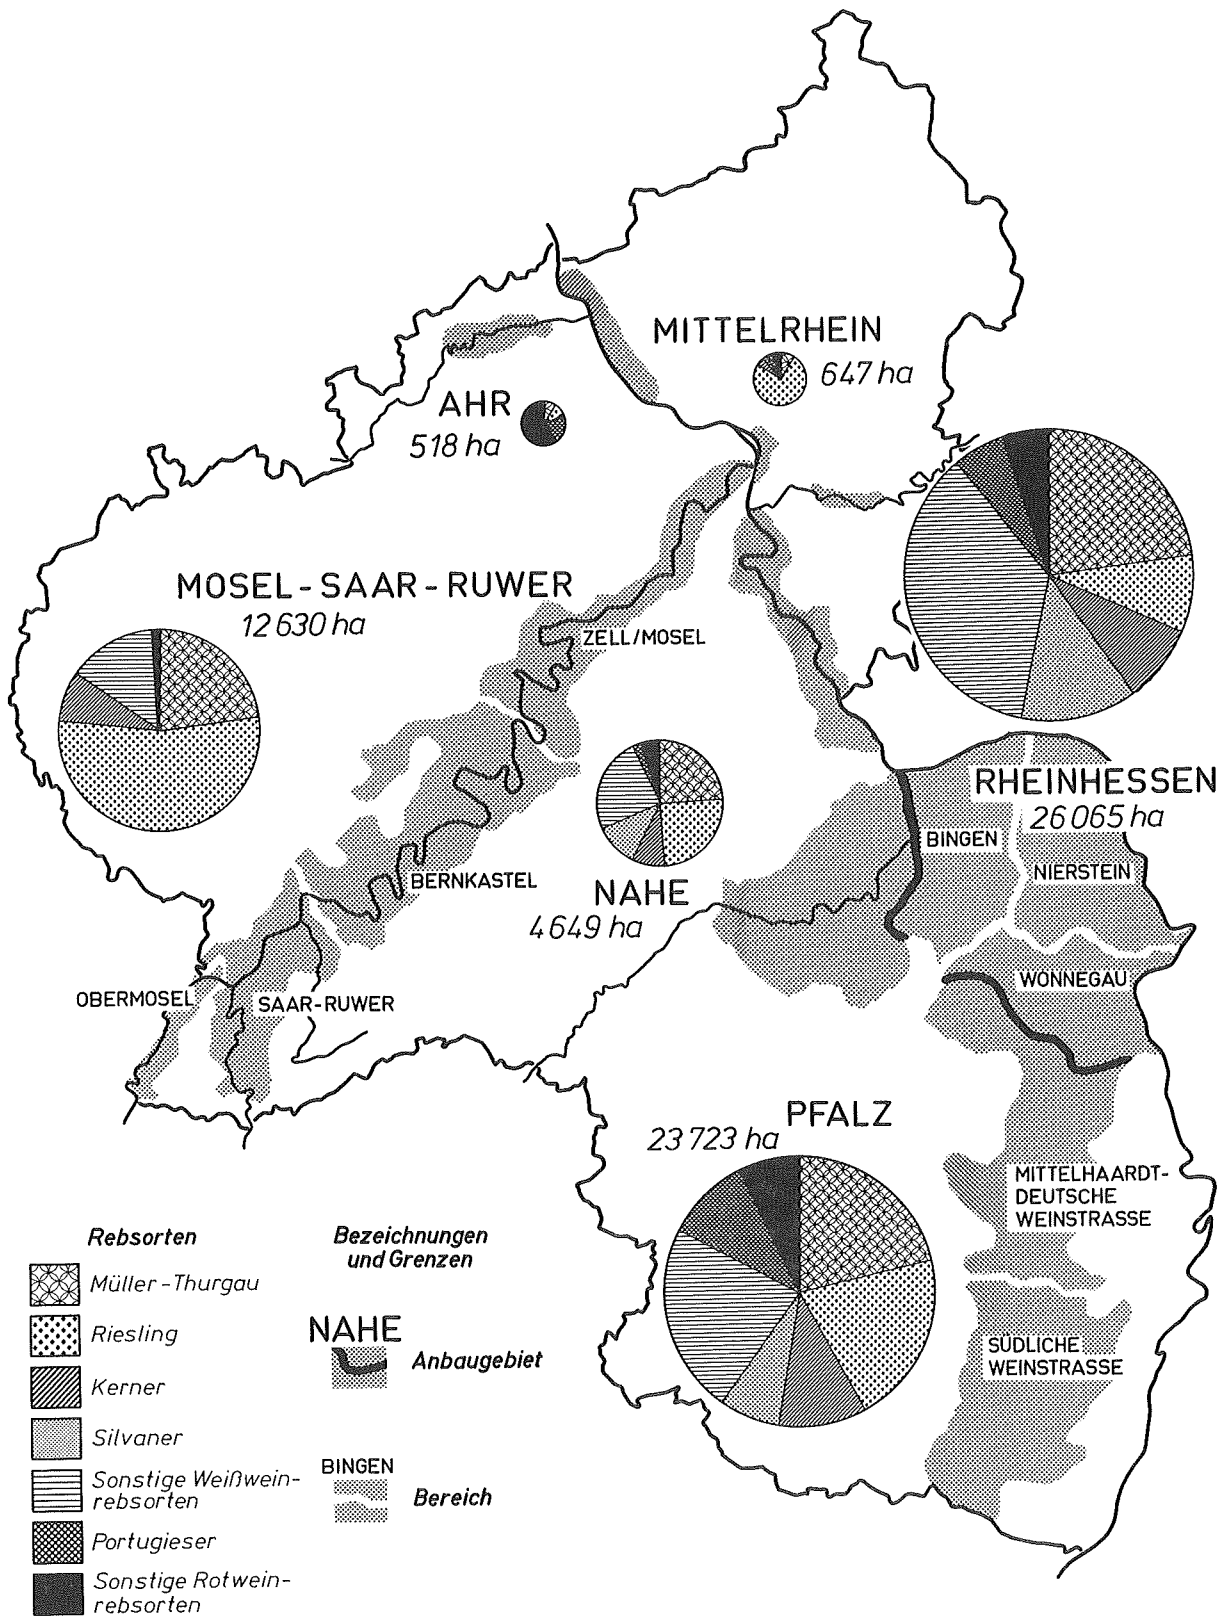 MITTELRHEIN
647 ha
AHR
518 ha
MOSEL-SAAR-RUWER
12 630 ha
ZELL/MOSEL
RHEINHESSEN
26 065 ha
BINGEN
NIERSTEIN
BERNKASTEL
NAHE
4 649 ha
WONNEGAU
OBERMOSEL
SAAR-RUWER
PFALZ
23 723 ha
MITTELHAARDT-
DEUTSCHE
WEINSTRASSE
SÜDLICHE
WEINSTRASSE
Rebsorten
Müller-Thurgau
Riesling
Kerner
Silvaner
Sonstige Weißwein-
rebsorten
Portugieser
Sonstige Rotwein-
rebsorten
Bezeichnungen
und Grenzen
NAHE
Anbaugebiet
BINGEN
Bereich